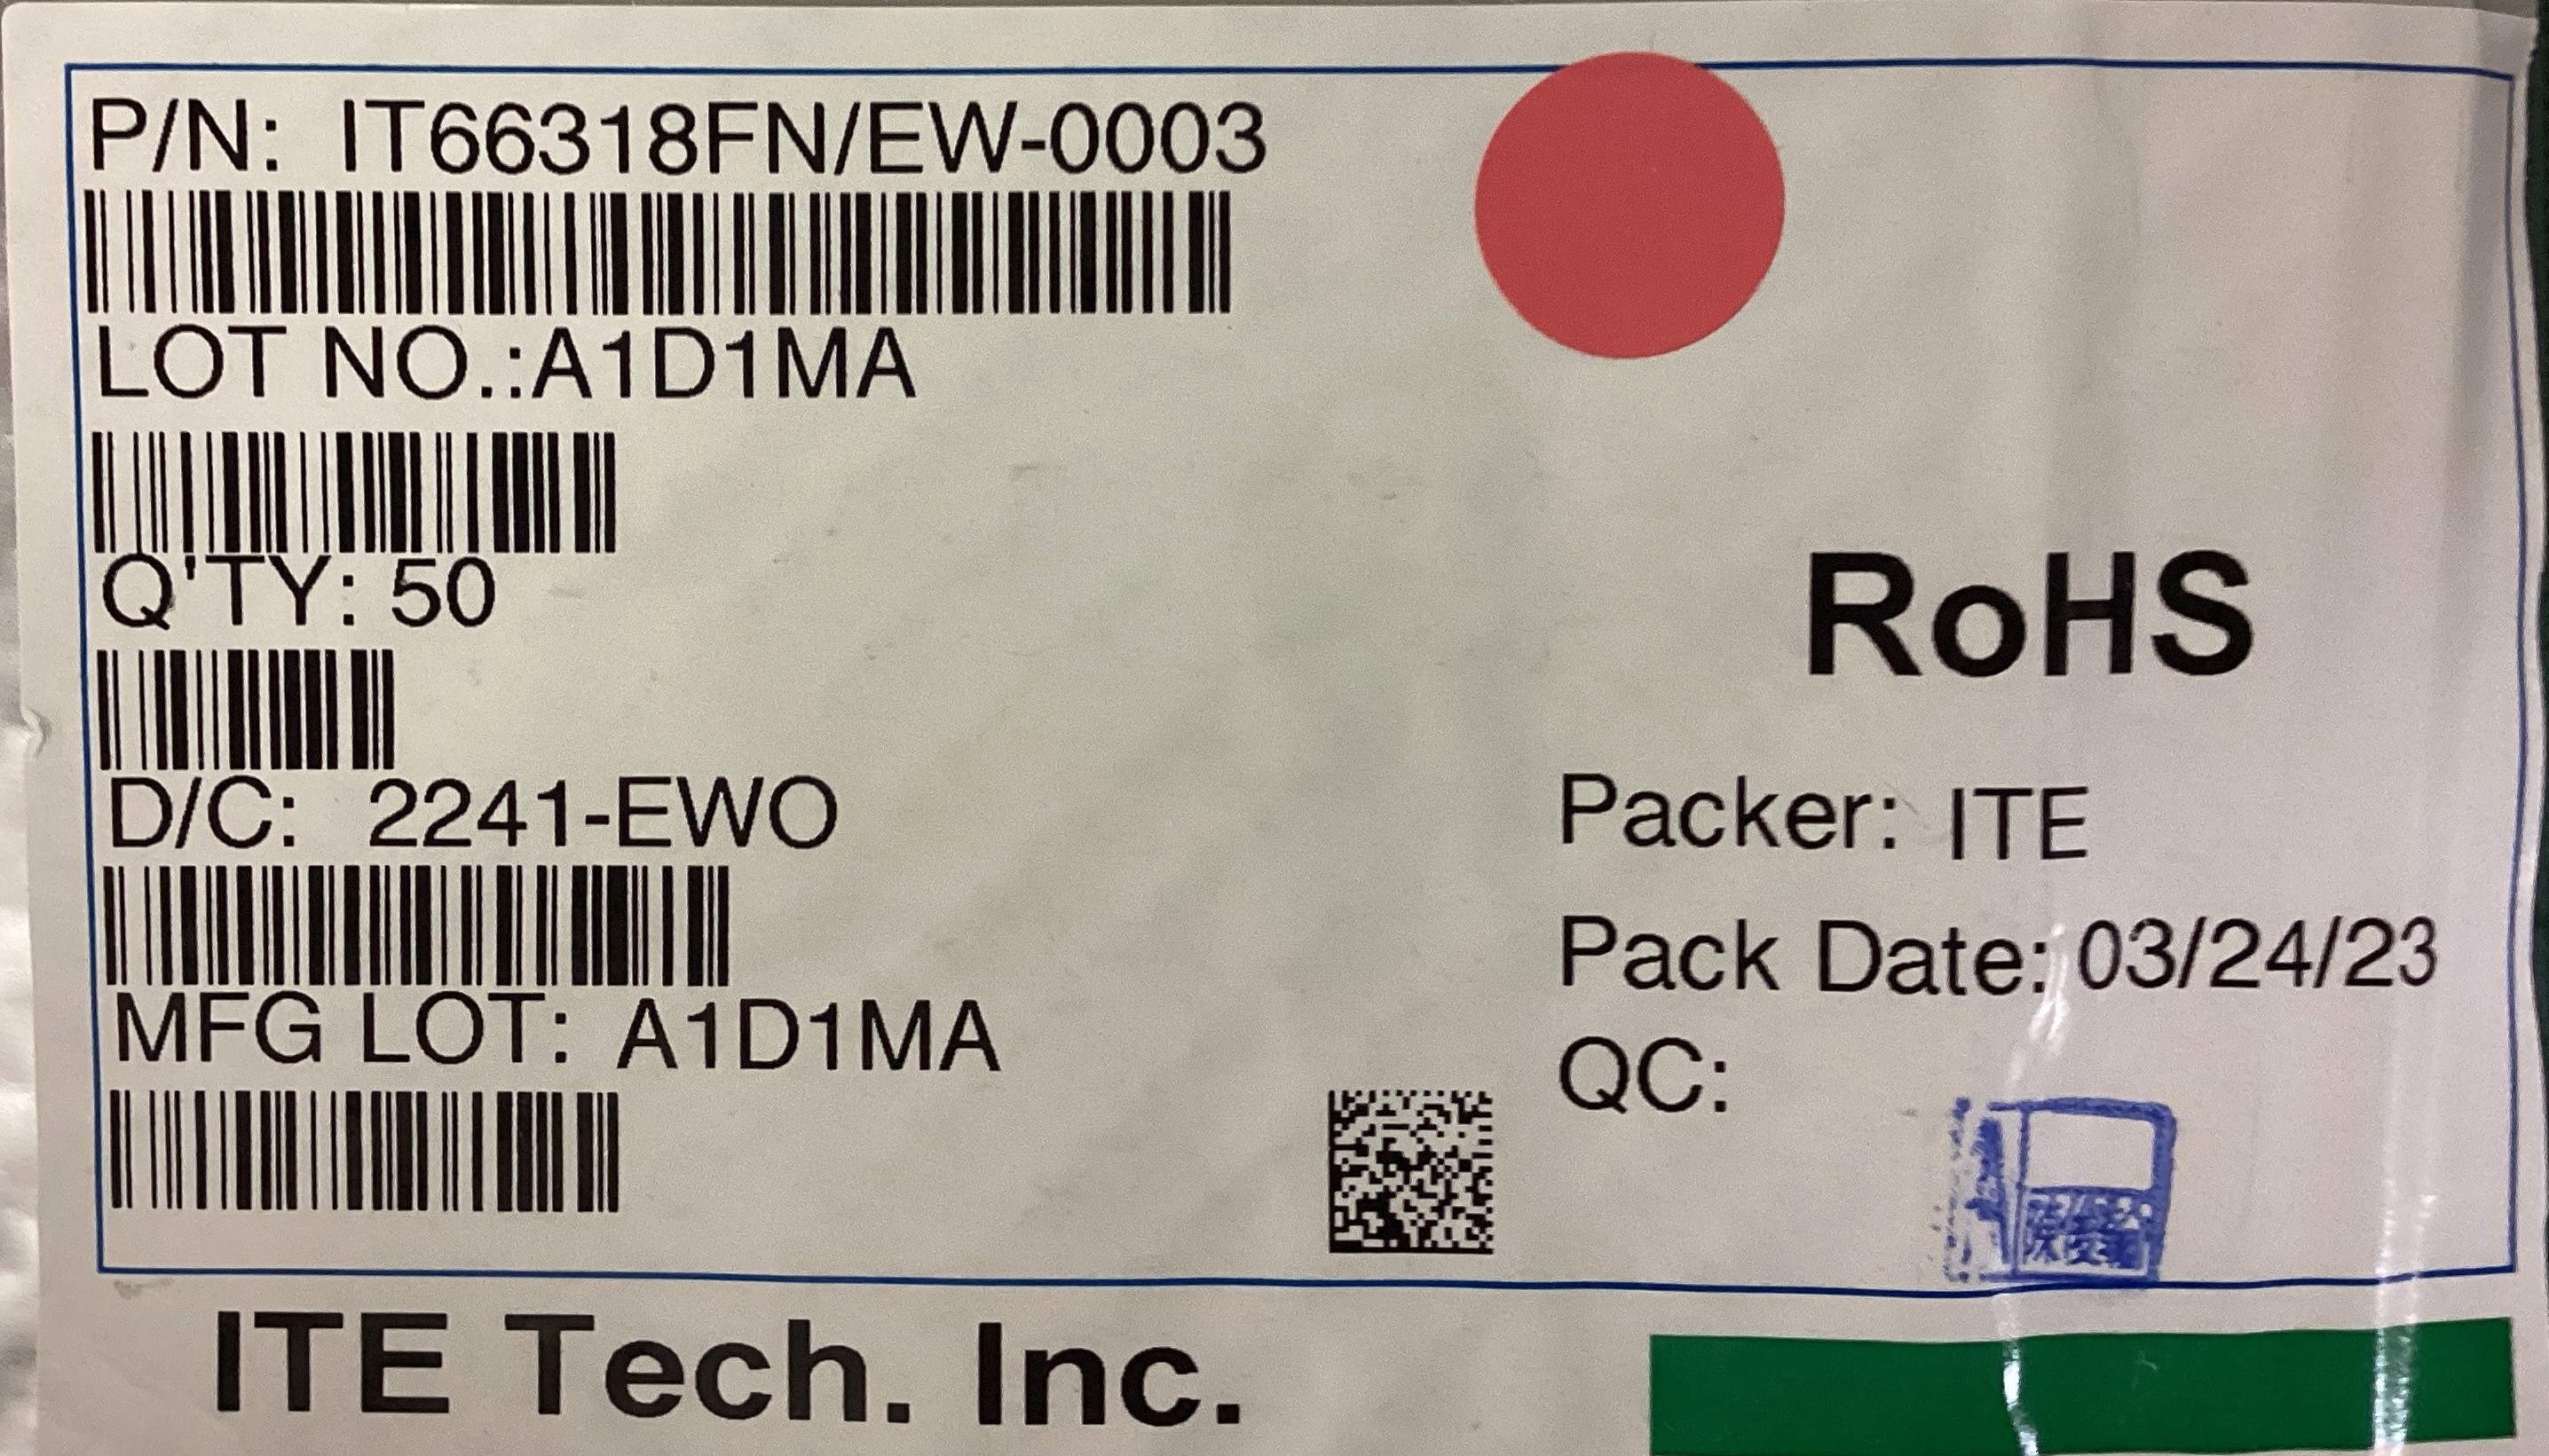 P/N: IT66318FN/EW-0003
LOT NO.:A1D1MA
Q'TY: 50
D/C: 2241-EWO
MFG LOT: A1D1MA
RoHS
Packer: ITE
Pack Date: 03/24/23
QC:
ITE Tech. Inc.